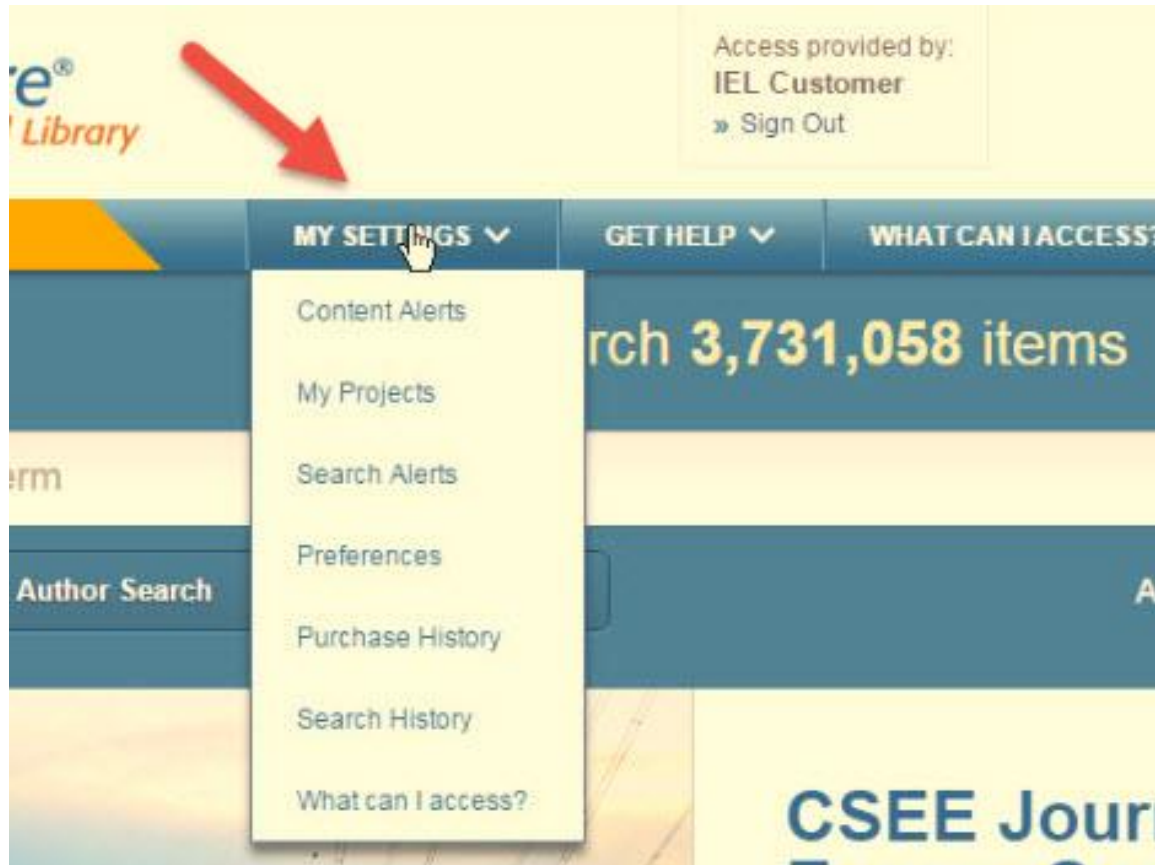 re®
Library
Access provided by:
IEL Customer
» Sign Out
MY SETTINGS
GET HELP
WHAT CAN I ACCESS?
Content Alerts
rch 3,731,058 items
My Projects
erm
Search Alerts
Preferences
Author Search
A
Purchase History
Search History
What can I access?
CSEE Jour